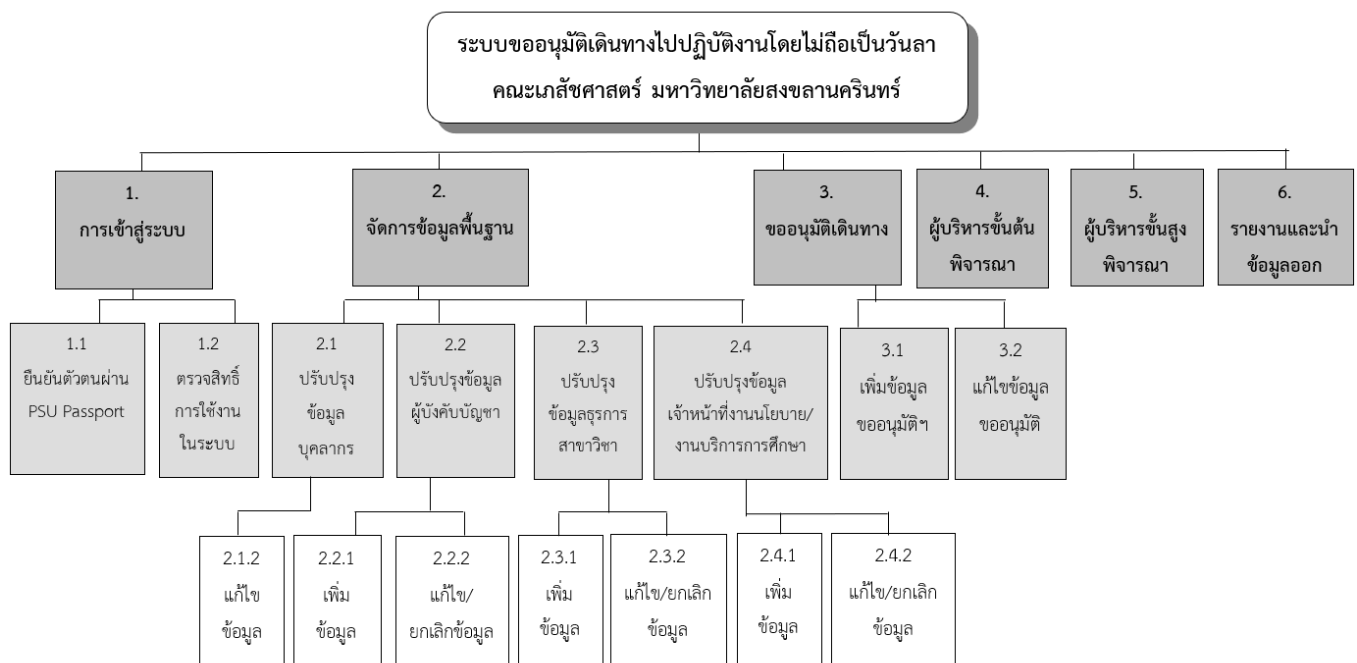 ระบบขออนุมัติเดินทางไปปฏิบัติงานโดยไม่ถือเป็นวันลา
คณะเภสัชศาสตร์ มหาวิทยาลัยสงขลานครินทร์
1.
การเข้าสู่ระบบ
2.
จัดการข้อมูลพื้นฐาน
3.
ขออนุมัติเดินทาง
4.
ผู้บริหารขั้นต้น
พิจารณา
5.
ผู้บริหารขั้นสูง
พิจารณา
6.
รายงานและนำ
ข้อมูลออก
1.1
ยืนยันตัวตนผ่าน
PSU Passport
1.2
ตรวจสิทธิ์
การใช้งาน
ในระบบ
2.1
ปรับปรุง
ข้อมูล
บุคลากร
2.2
ปรับปรุงข้อมูล
ผู้บังคับบัญชา
2.3
ปรับปรุง
ข้อมูลธุรการ
สาขาวิชา
2.4
ปรับปรุงข้อมูล
เจ้าหน้าที่งานนโยบาย/
งานบริการการศึกษา
3.1
เพิ่มข้อมูล
ขออนุมัติฯ
3.2
แก้ไขข้อมูล
ขออนุมัติ
2.1.2
แก้ไข
ข้อมูล
2.2.1
เพิ่ม
ข้อมูล
2.2.2
แก้ไข/
ยกเลิกข้อมูล
2.3.1
เพิ่ม
ข้อมูล
2.3.2
แก้ไข/ยกเลิก
ข้อมูล
2.4.1
เพิ่ม
ข้อมูล
2.4.2
แก้ไข/ยกเลิก
ข้อมูล